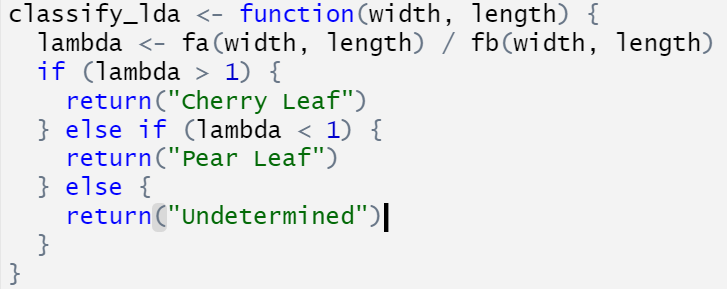 classify_lda <- function(width, length) {
  lambda <- fa(width, length) / fb(width, length)
  if (lambda > 1) {
    return("Cherry Leaf")
  } else if (lambda < 1) {
    return("Pear Leaf")
  } else {
    return("Undetermined")
  }
}